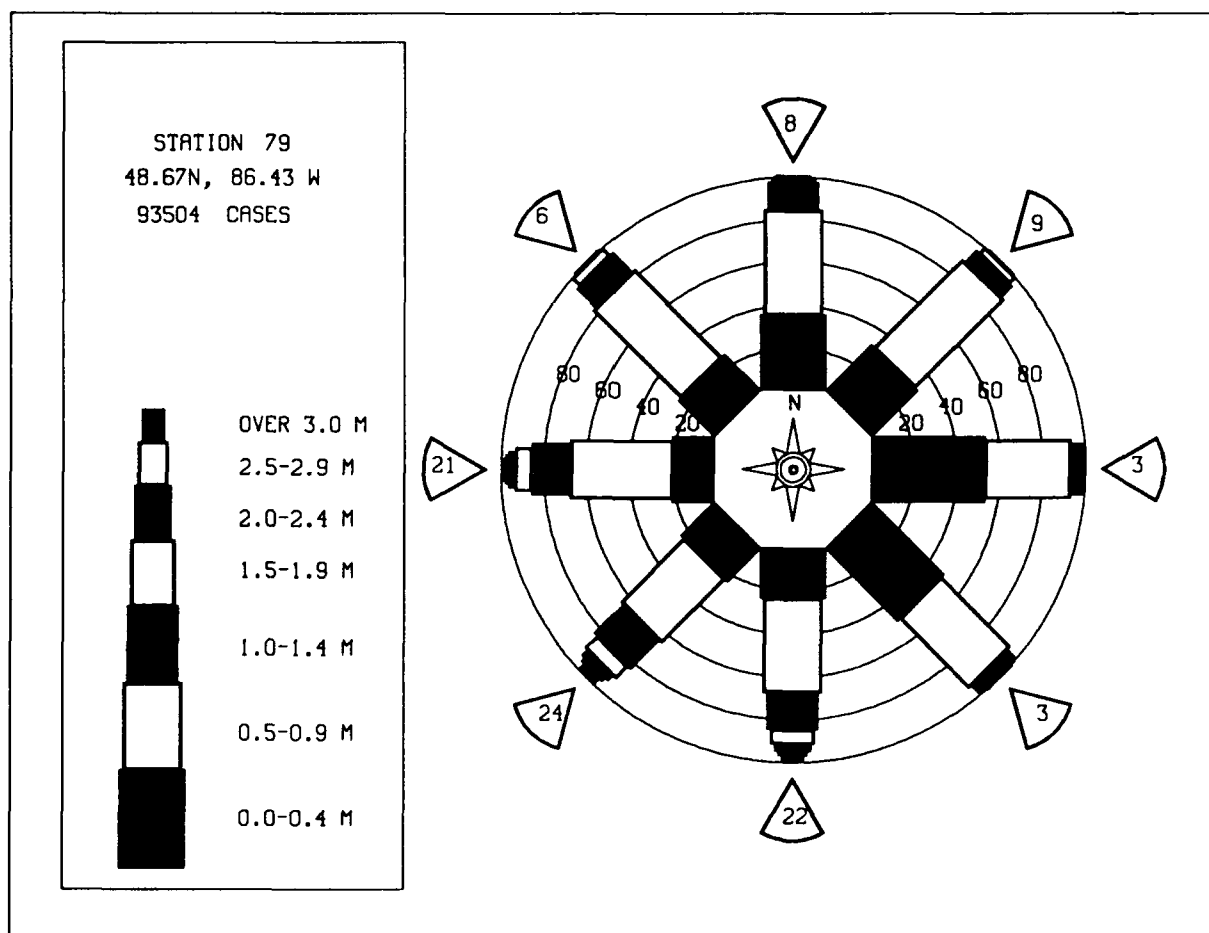 STATION 79
48.67N, 86.43 W
93504 CASES
OVER 3.0 M
2.5-2.9 M
2.0-2.4 M
1.5-1.9 M
1.0-1.4 M
0.5-0.9 M
0.0-0.4 M
8
6
9
80
60
40
20
N
20
40
60
80
21
3
24
3
22